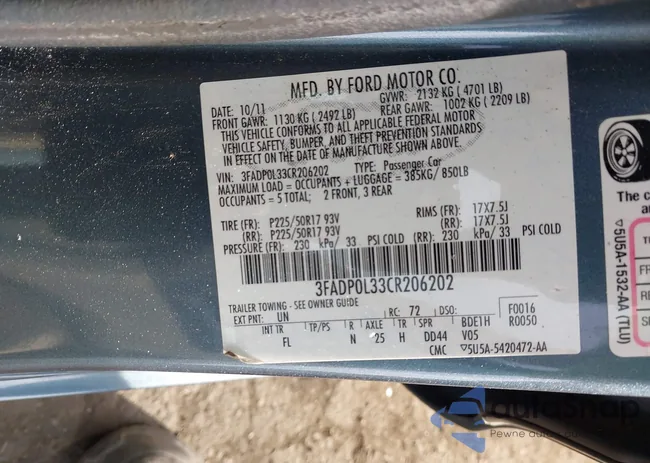 MFD. BY FORD MOTOR CO.
DATE: 10/11 GVWR: 2132 KG ( 4701 LB)
FRONT GAWR: 1130 KG ( 2492 LB) REAR GAWR: 1002 KG ( 2209 LB)
THIS VEHICLE CONFORMS TO ALL APPLICABLE FEDERAL MOTOR
VEHICLE SAFETY, BUMPER, AND THEFT PREVENTION STANDARDS
IN EFFECT ON THE DATE OF MANUFACTURE SHOWN ABOVE.
VIN: 3FADP0L33CR206202 TYPE: Passenger Car
MAXIMUM LOAD = OCCUPANTS + LUGGAGE = 385KG/ 850LB
OCCUPANTS = 5 TOTAL; 2 FRONT, 3 REAR
TIRE (FR): P225/50R17 93V RIMS (FR): 17X7.5J
(RR): P225/50R17 93V (RR): 17X7.5J
PRESSURE (FR): 230 kPa/ 33 PSI COLD (RR): 230 kPa/ 33 PSI COLD
3FADP0L33CR206202
TRAILER TOWING - SEE OWNER GUIDE
EXT PNT: UN RC: 72 DSO: F0016
R0050
INT TR TP/PS R AXLE TR SPR BDE1H
FL N 25 H DD44 V05
CMC ▽5U5A-5420472-AA
The c
▽5U5A-1532-AA (TLU)
autashop